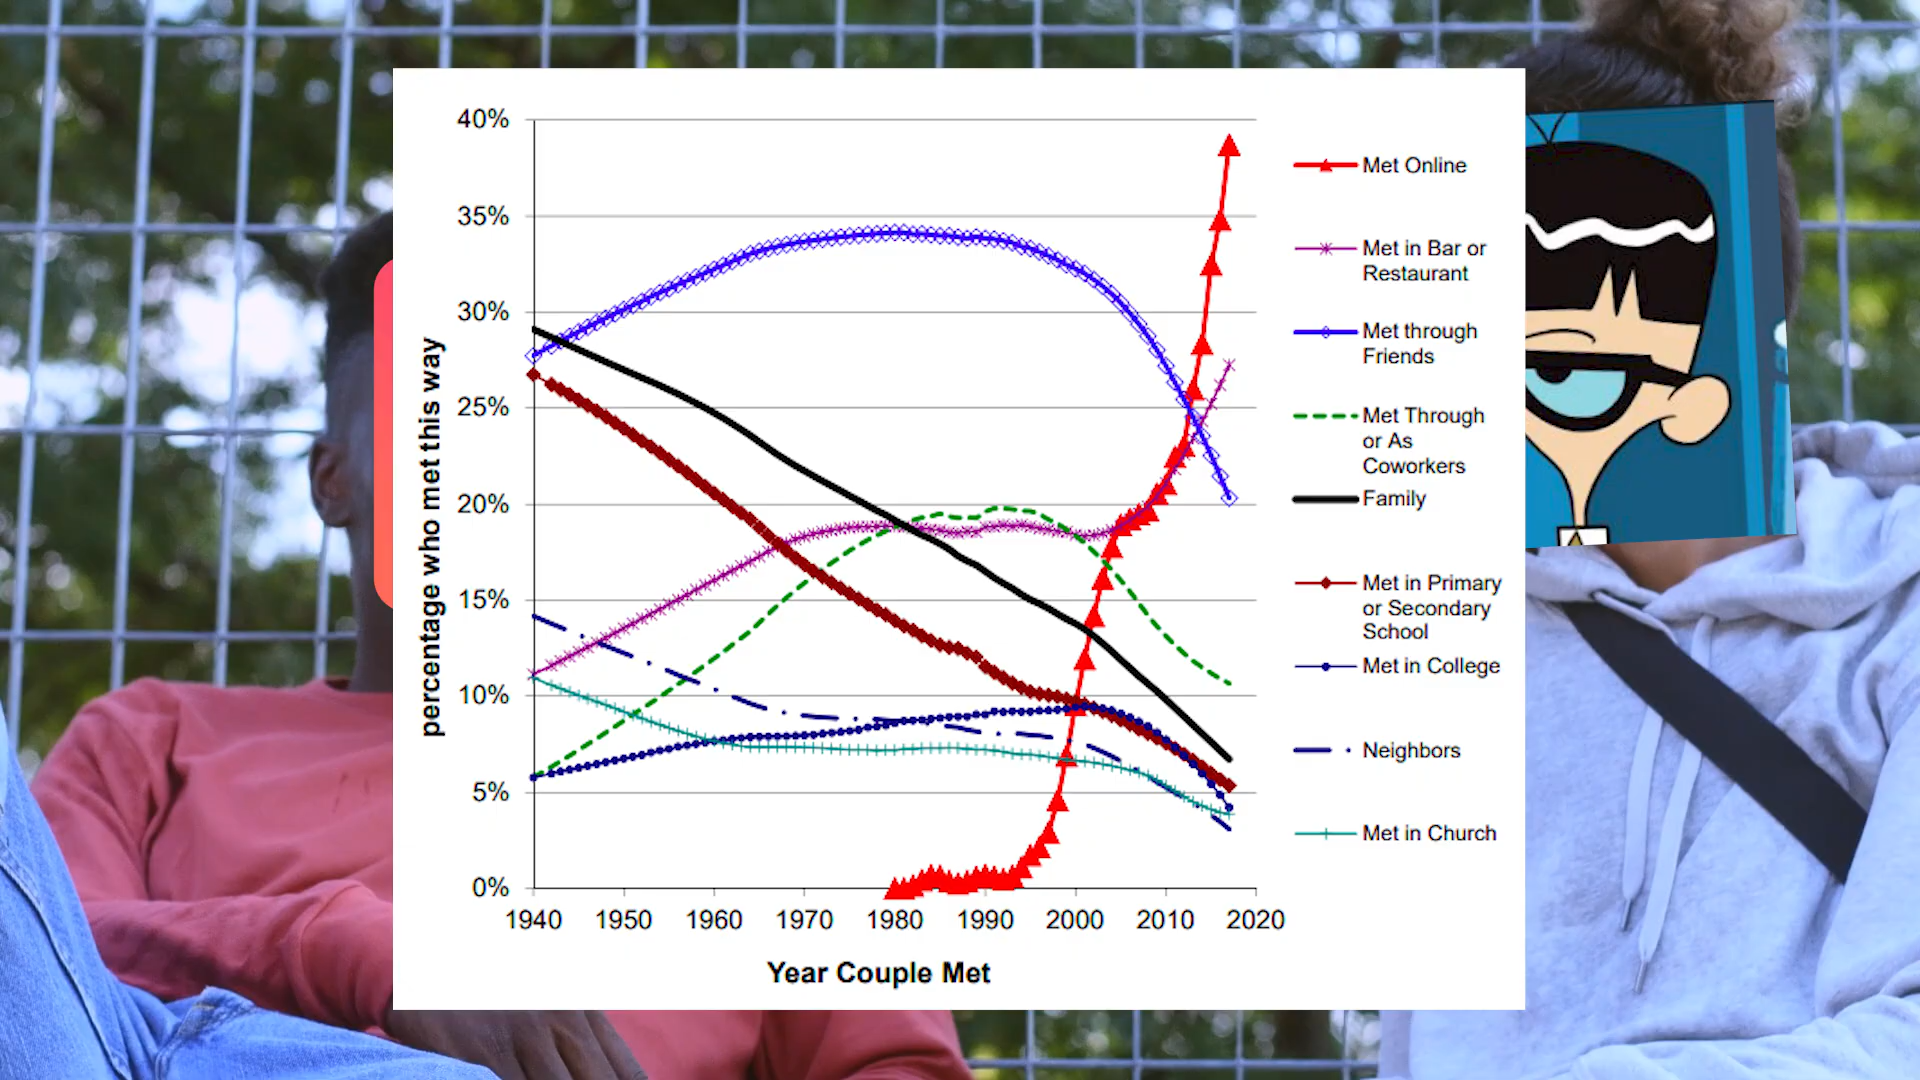 40%
35%
30%
25%
20%
15%
10%
5%
0%
percentage who met this way
1940 1950 1960 1970 1980 1990 2000 2010 2020
Year Couple Met
Met Online
Met in Bar or
Restaurant
Met through
Friends
Met Through
or As
Coworkers
Family
Met in Primary
or Secondary
School
Met in College
Neighbors
Met in Church